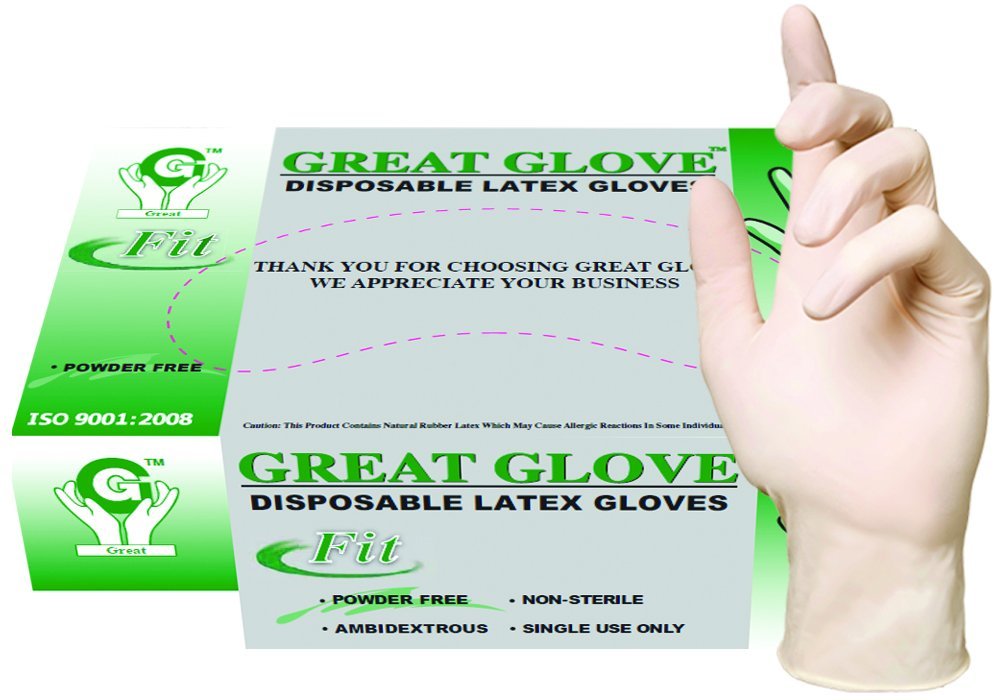 G™
Great
Fit
• POWDER FREE
ISO 9001:2008
GREAT GLOVE™
DISPOSABLE LATEX GLOVES
THANK YOU FOR CHOOSING GREAT
WE APPRECIATE YOUR BUSINESS
Caution: This Product Contains Natural Rubber Latex Which May Cause Allergic Reactions In Some
G™
Great
GREAT GLOVE
DISPOSABLE LATEX GLOVES
Fit
• POWDER FREE • NON-STERILE
• AMBIDEXTROUS • SINGLE USE ONLY